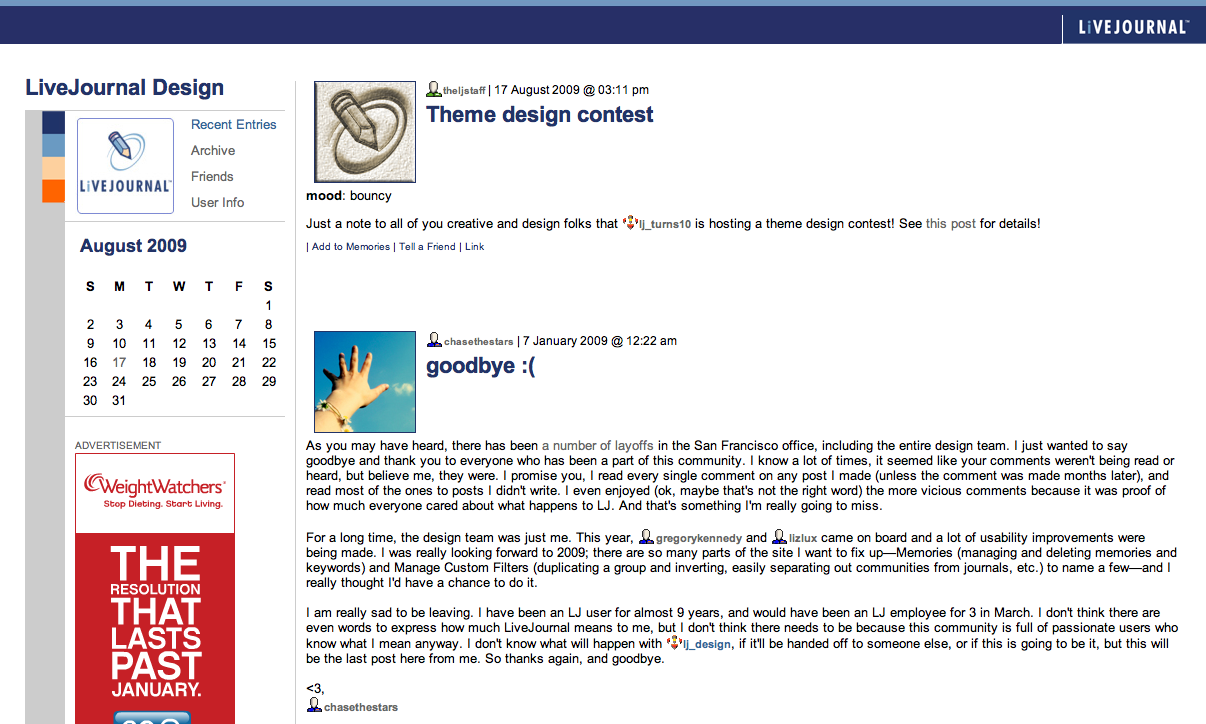 LiVEJOURNAL™
LiveJournal Design
LiVEJOURNAL™
Recent Entries
Archive
Friends
User Info
August 2009
S M T W T F S
1
2 3 4 5 6 7 8
9 10 11 12 13 14 15
16 17 18 19 20 21 22
23 24 25 26 27 28 29
30 31
ADVERTISEMENT
WeightWatchers
Stop Dieting. Start Living.
THE
RESOLUTION
THAT
LASTS
PAST
JANUARY.
theljstaff | 17 August 2009 @ 03:11 pm
Theme design contest
mood: bouncy
Just a note to all of you creative and design folks that lj_turns10 is hosting a theme design contest! See this post for details!
| Add to Memories | Tell a Friend | Link
chasethestars | 7 January 2009 @ 12:22 am
goodbye :(
As you may have heard, there has been a number of layoffs in the San Francisco office, including the entire design team. I just wanted to say
goodbye and thank you to everyone who has been a part of this community. I know a lot of times, it seemed like your comments weren't being read or
heard, but believe me, they were. I promise you, I read every single comment on any post I made (unless the comment was made months later), and
read most of the ones to posts I didn't write. I even enjoyed (ok, maybe that's not the right word) the more vicious comments because it was proof of
how much everyone cared about what happens to LJ. And that's something I'm really going to miss.
For a long time, the design team was just me. This year, gregorykennedy and lizlux came on board and a lot of usability improvements were
being made. I was really looking forward to 2009; there are so many parts of the site I want to fix up—Memories (managing and deleting memories and
keywords) and Manage Custom Filters (duplicating a group and inverting, easily separating out communities from journals, etc.) to name a few—and I
really thought I'd have a chance to do it.
I am really sad to be leaving. I have been an LJ user for almost 9 years, and would have been an LJ employee for 3 in March. I don't think there are
even words to express how much LiveJournal means to me, but I don't think there needs to be because this community is full of passionate users who
know what I mean anyway. I don't know what will happen with lj_design, if it'll be handed off to someone else, or if this is going to be it, but this will
be the last post here from me. So thanks again, and goodbye.
<3,
chasethestars